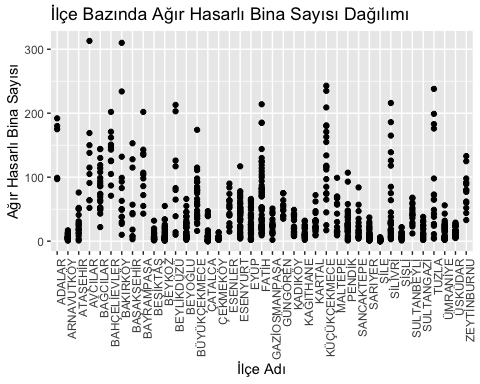 İlçe Bazında Ağır Hasarlı Bina Sayısı Dağılımı
Ağır Hasarlı Bina Sayısı
300
200
100
0
ADALAR
ARNAVUTKÖY
ATAŞEHİR
AVCILAR
BAĞCILAR
BAHÇELİEVLER
BAKIRKÖY
BAŞAKŞEHİR
BAYRAMPAŞA
BEŞİKTAŞ
BEYKOZ
BEYLİKDÜZÜ
BEYOĞLU
BÜYÜKÇEKMECE
ÇATALCA
ÇEKMEKÖY
ESENLER
ESENYURT
EYÜP
FATİH
GAZİOSMANPAŞA
GÜNGÖREN
KADIKÖY
KAĞITHANE
KARTAL
KÜÇÜKÇEKMECE
MALTEPE
PENDİK
SANCAKTEPE
SARIYER
ŞİLE
SİLİVRİ
ŞİŞLİ
SULTANBEYLİ
SULTANGAZİ
TUZLA
ÜMRANİYE
ÜSKÜDAR
ZEYTİNBURNU
İlçe Adı